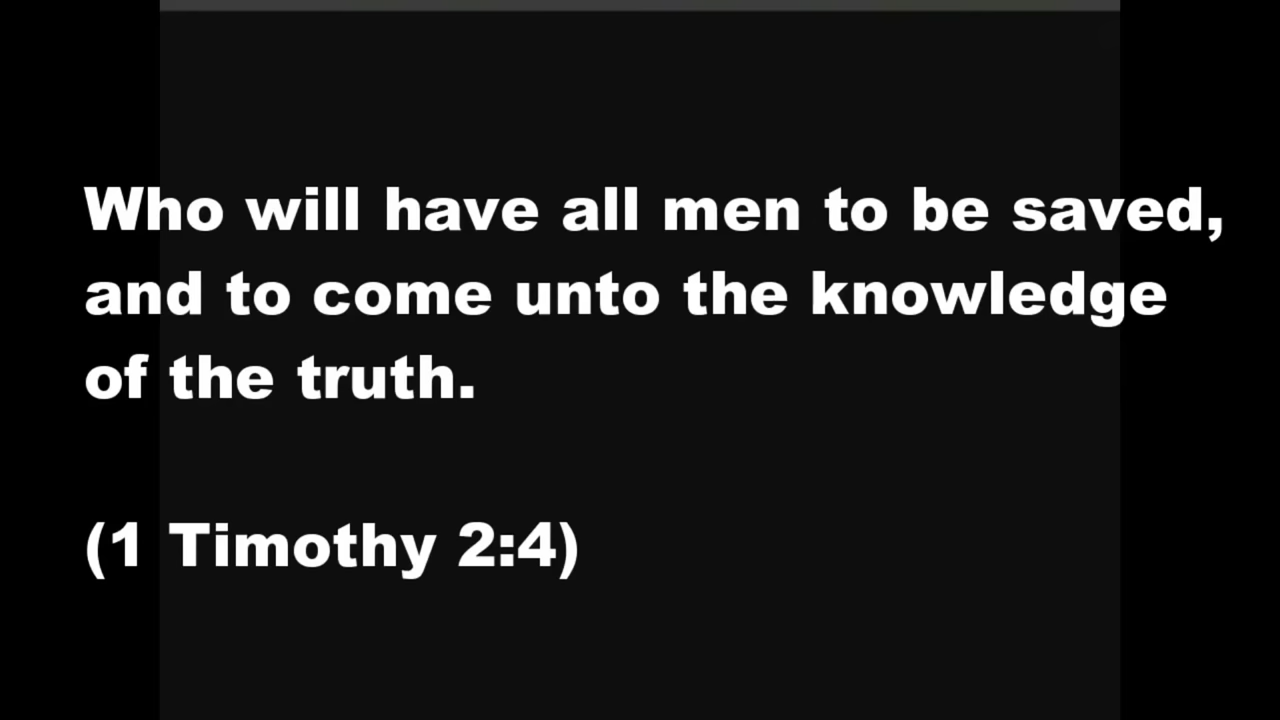 Who will have all men to be saved,
and to come unto the knowledge
of the truth.
(1 Timothy 2:4)